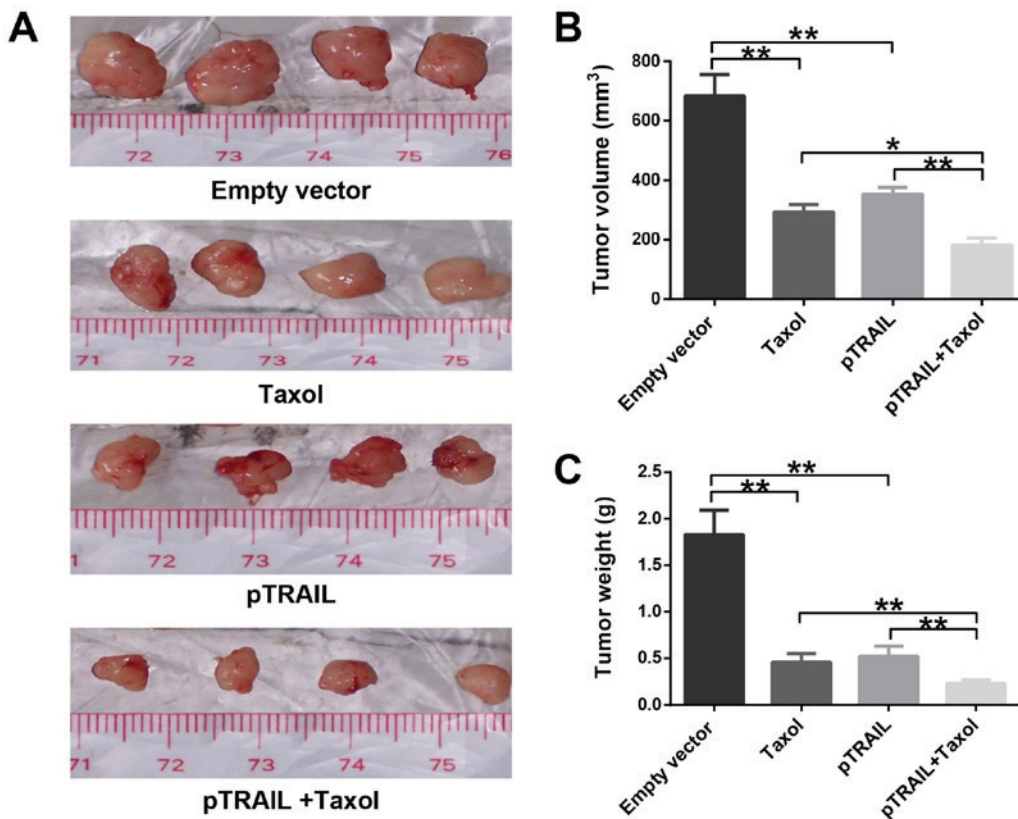 A
72 73 74 75 76
Empty vector
71 72 73 74 75
Taxol
72 73 74 75
pTRAIL
71 72 73 74 75
pTRAIL +Taxol
B
** **
* **
Tumor volume (mm³)
800
600
400
200
0
Empty vector
Taxol
pTRAIL
pTRAIL+Taxol
C
** **
** **
Tumor weight (g)
2.5
2.0
1.5
1.0
0.5
0.0
Empty vector
Taxol
pTRAIL
pTRAIL+Taxol